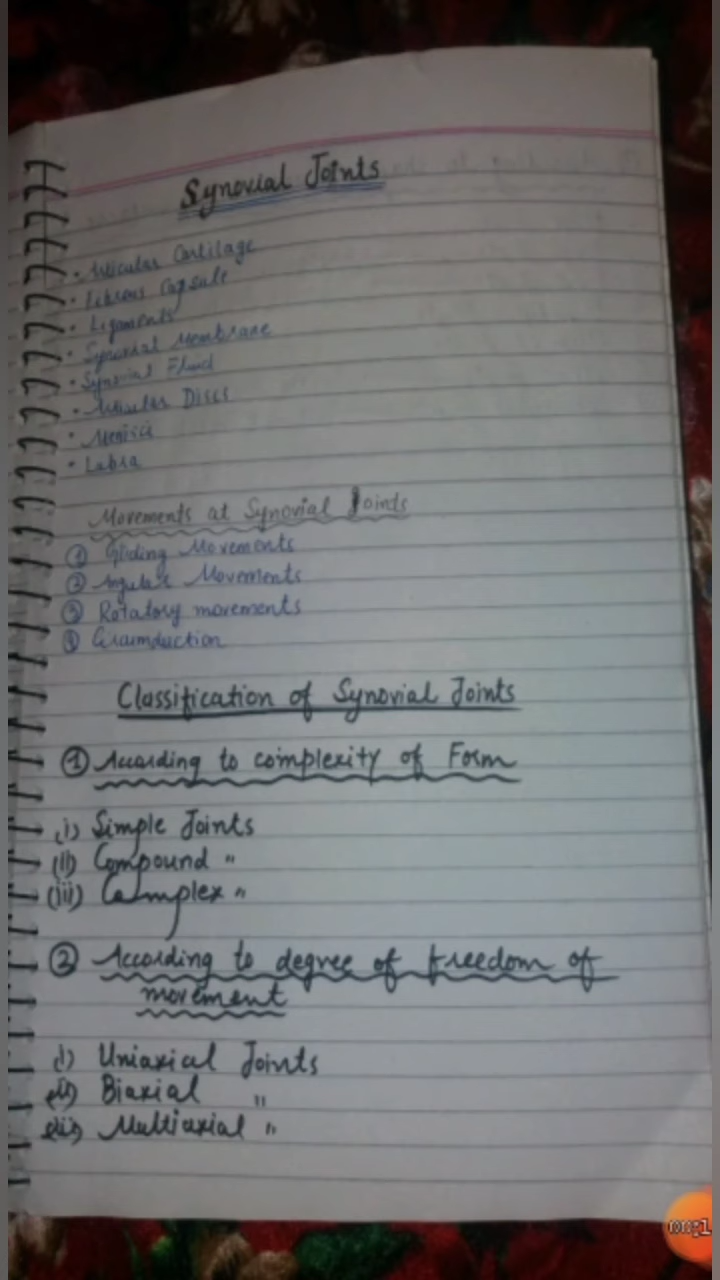 Synovial Joints
• Articular Cartilage
• Fibrous Capsule
• Ligaments
• Synovial Membrane
• Synovial Fluid
• Articular Discs
• Menisci
• Labra
Movements at Synovial Joints
① Gliding Movements
② Angular Movements
③ Rotatory movements
④ Circumduction
Classification of Synovial Joints
① According to complexity of Form
(i) Simple Joints
(ii) Compound "
(iii) Complex "
② According to degree of freedom of
movement
(i) Uniaxial Joints
(ii) Biaxial "
(iii) Multiaxial "